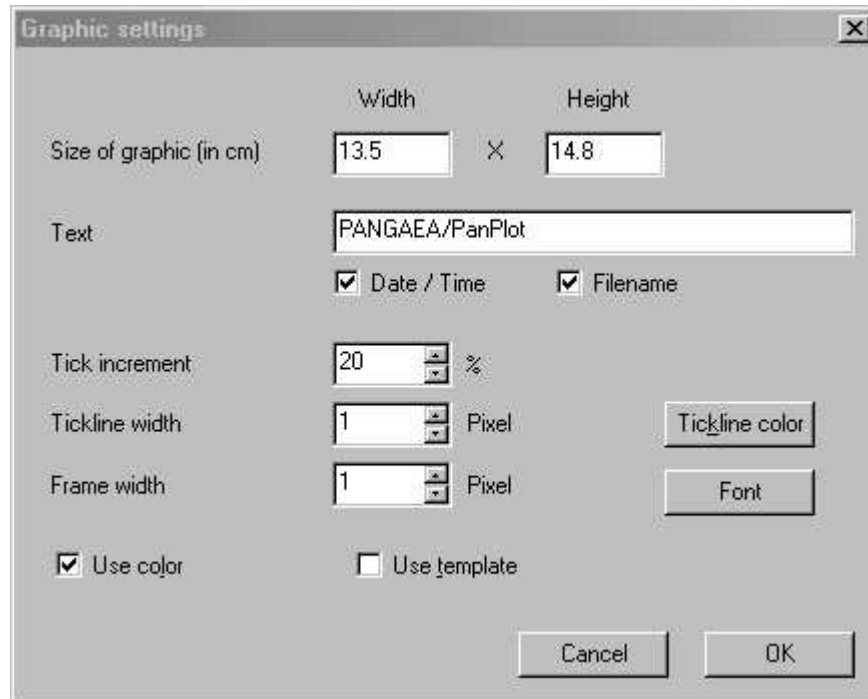 Graphic settings
Width Height
Size of graphic (in cm) 13.5 X 14.8
Text PANGAEA/PanPlot
Date / Time Filename
Tick increment 20 %
Tickline width 1 Pixel Tickline color
Frame width 1 Pixel Font
Use color Use template
Cancel OK